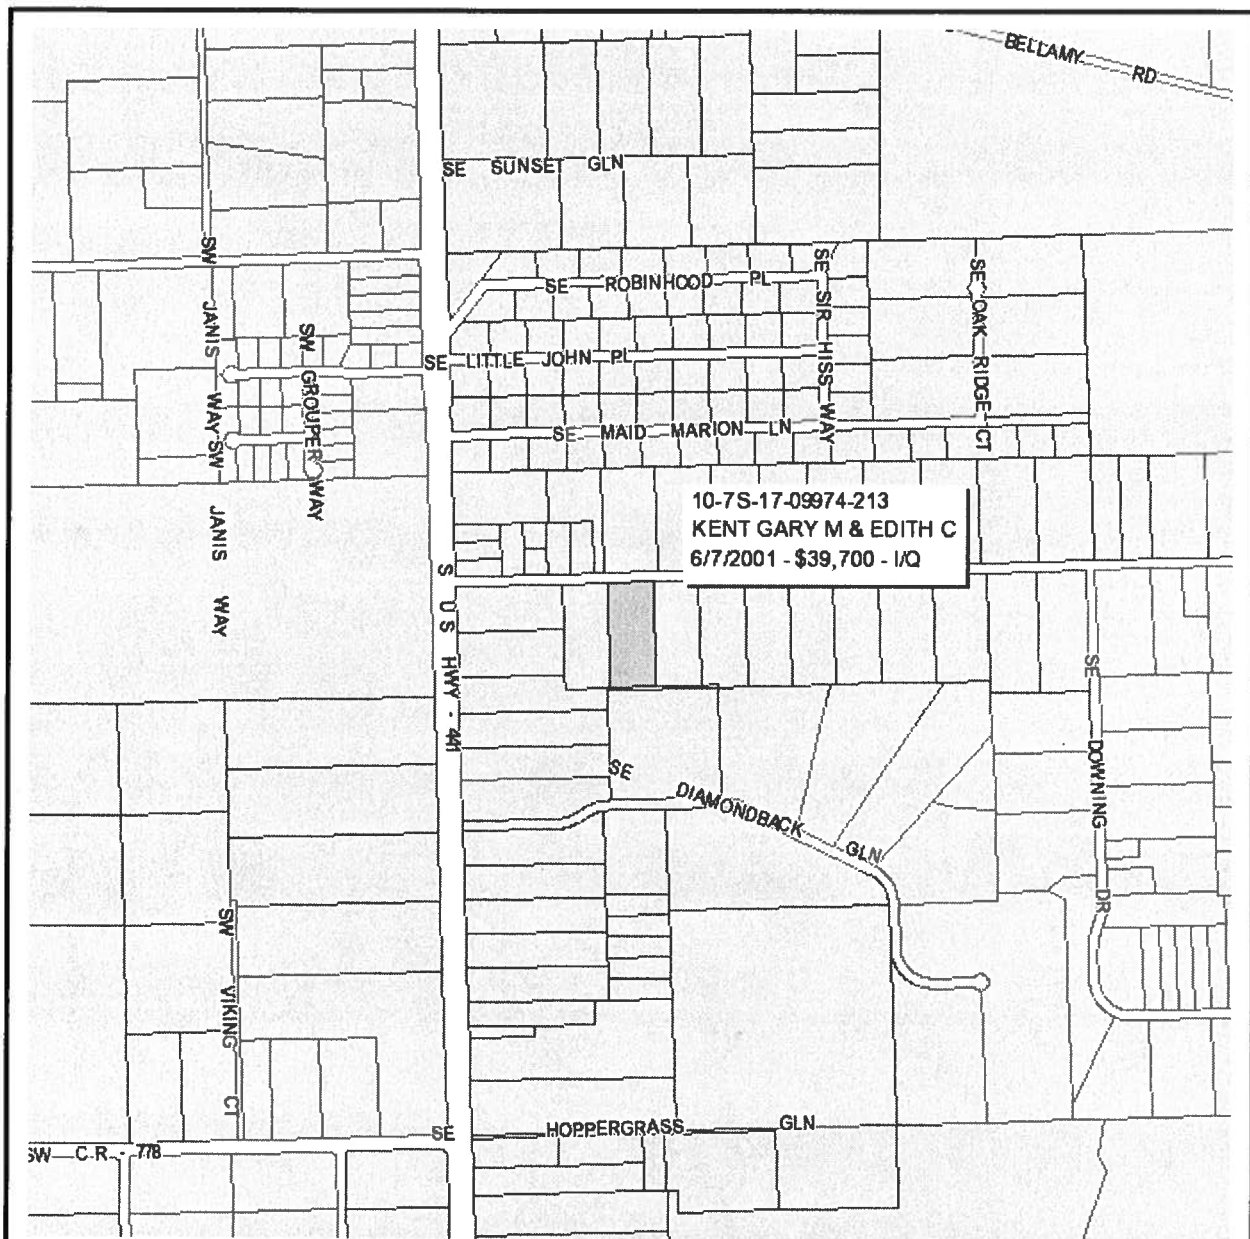 BELLAMY RD
SE SUNSET GLN
SW JANIS WAY
SE ROBINHOOD PL
SE SIR HISS WAY
SE OAK RIDGE CT
SW GROUPER WAY
SE LITTLE JOHN PL
SE MAID MARION LN
SW JANIS WAY
10-7S-17-09974-213
KENT GARY M & EDITH C
6/7/2001 - $39,700 - I/Q
S US HWY - 441
SE DOWNING DR
SE DIAMONDBACK GLN
SW VIKING CT
SE HOPPERGRASS GLN
SW C-R - 778